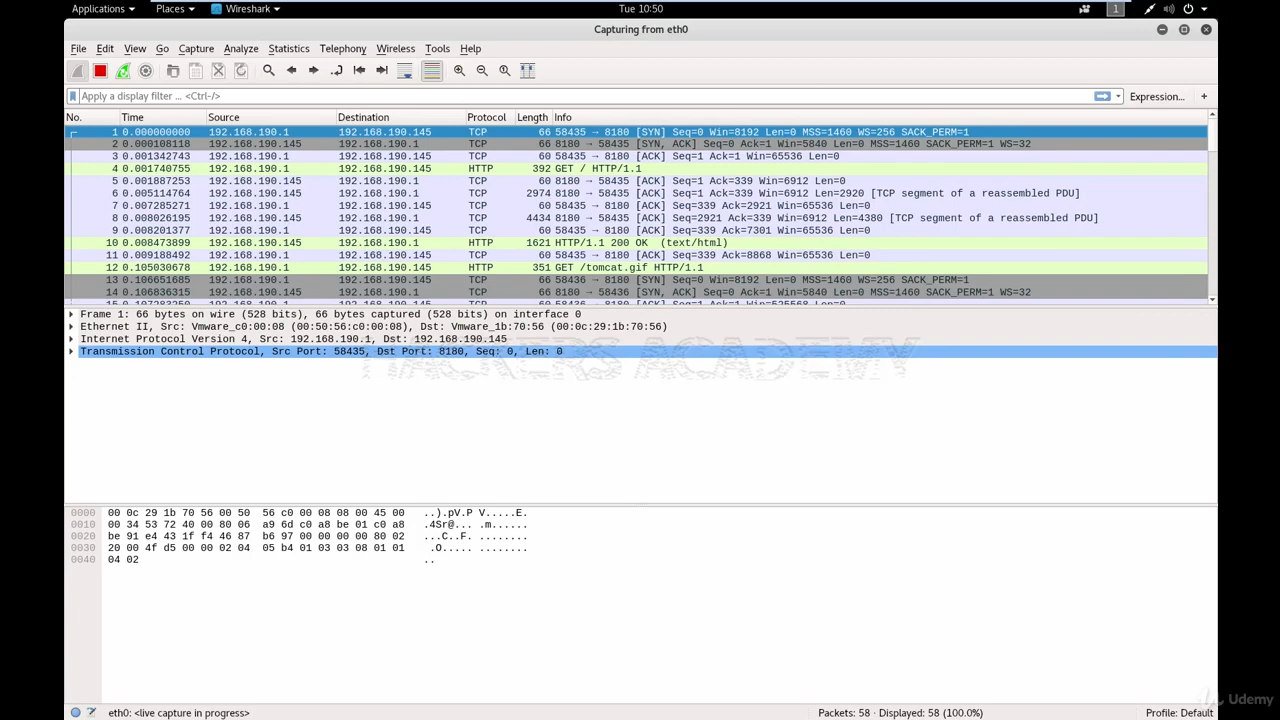 Applications Places Wireshark Tue 10:50 1
Capturing from eth0
File Edit View Go Capture Analyze Statistics Telephony Wireless Tools Help
Apply a display filter ... <Ctrl-/> Expression... +
No. Time Source Destination Protocol Length Info
1 0.000000000 192.168.190.1 192.168.190.145 TCP 66 58435 → 8180 [SYN] Seq=0 Win=8192 Len=0 MSS=1460 WS=256 SACK_PERM=1
2 0.000108118 192.168.190.145 192.168.190.1 TCP 66 8180 → 58435 [SYN, ACK] Seq=0 Ack=1 Win=5840 Len=0 MSS=1460 SACK_PERM=1 WS=32
3 0.001342743 192.168.190.1 192.168.190.145 TCP 60 58435 → 8180 [ACK] Seq=1 Ack=1 Win=65536 Len=0
4 0.001740755 192.168.190.1 192.168.190.145 HTTP 392 GET / HTTP/1.1
5 0.001887253 192.168.190.145 192.168.190.1 TCP 60 8180 → 58435 [ACK] Seq=1 Ack=339 Win=6912 Len=0
6 0.005114764 192.168.190.145 192.168.190.1 TCP 2974 8180 → 58435 [ACK] Seq=1 Ack=339 Win=6912 Len=2920 [TCP segment of a reassembled PDU]
7 0.007285271 192.168.190.1 192.168.190.145 TCP 60 58435 → 8180 [ACK] Seq=339 Ack=2921 Win=65536 Len=0
8 0.008026195 192.168.190.145 192.168.190.1 TCP 4434 8180 → 58435 [ACK] Seq=2921 Ack=339 Win=6912 Len=4380 [TCP segment of a reassembled PDU]
9 0.008201377 192.168.190.1 192.168.190.145 TCP 60 58435 → 8180 [ACK] Seq=339 Ack=7301 Win=65536 Len=0
10 0.008473899 192.168.190.145 192.168.190.1 HTTP 1621 HTTP/1.1 200 OK (text/html)
11 0.009188492 192.168.190.1 192.168.190.145 TCP 60 58435 → 8180 [ACK] Seq=339 Ack=8868 Win=65536 Len=0
12 0.105030678 192.168.190.1 192.168.190.145 HTTP 351 GET /tomcat.gif HTTP/1.1
13 0.106651685 192.168.190.1 192.168.190.145 TCP 66 58436 → 8180 [SYN] Seq=0 Win=8192 Len=0 MSS=1460 WS=256 SACK_PERM=1
14 0.106836315 192.168.190.145 192.168.190.1 TCP 66 8180 → 58436 [SYN, ACK] Seq=0 Ack=1 Win=5840 Len=0 MSS=1460 SACK_PERM=1 WS=32
Frame 1: 66 bytes on wire (528 bits), 66 bytes captured (528 bits) on interface 0
Ethernet II, Src: Vmware_c0:00:08 (00:50:56:c0:00:08), Dst: Vmware_1b:70:56 (00:0c:29:1b:70:56)
Internet Protocol Version 4, Src: 192.168.190.1, Dst: 192.168.190.145
Transmission Control Protocol, Src Port: 58435, Dst Port: 8180, Seq: 0, Len: 0
HACKERS ACADEMY
0000 00 0c 29 1b 70 56 00 50 56 c0 00 08 08 00 45 00 ..).pV.P V.....E.
0010 00 34 53 72 40 00 80 06 a9 6d c0 a8 be 01 c0 a8 .4Sr@... .m......
0020 be 91 e4 43 1f f4 46 87 b6 97 00 00 00 00 80 02 ...C..F. ........
0030 20 00 4f d5 00 00 02 04 05 b4 01 03 03 08 01 01 .O..... ........
0040 04 02 ..
eth0: <live capture in progress> Packets: 58 · Displayed: 58 (100.0%) Profile: Default
Udemy